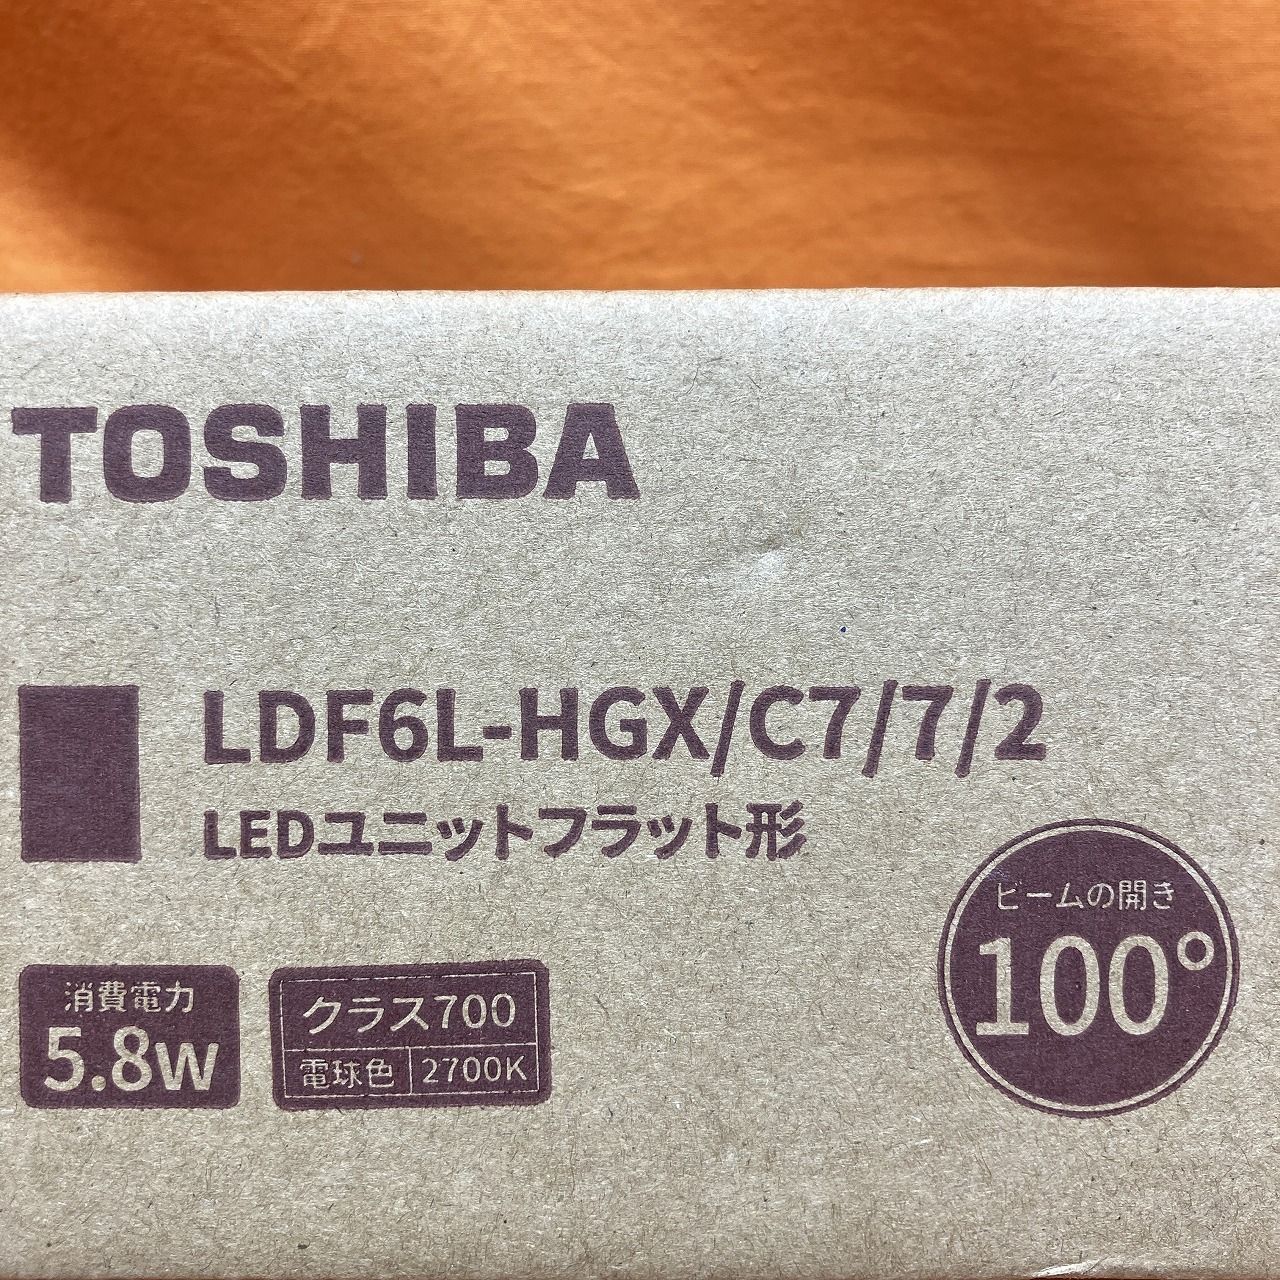 TOSHIBA
LDF6L-HGX/C7/7/2
LEDユニットフラット形
ビームの開き
100°
消費電力
5.8W
クラス700
電球色 2700K